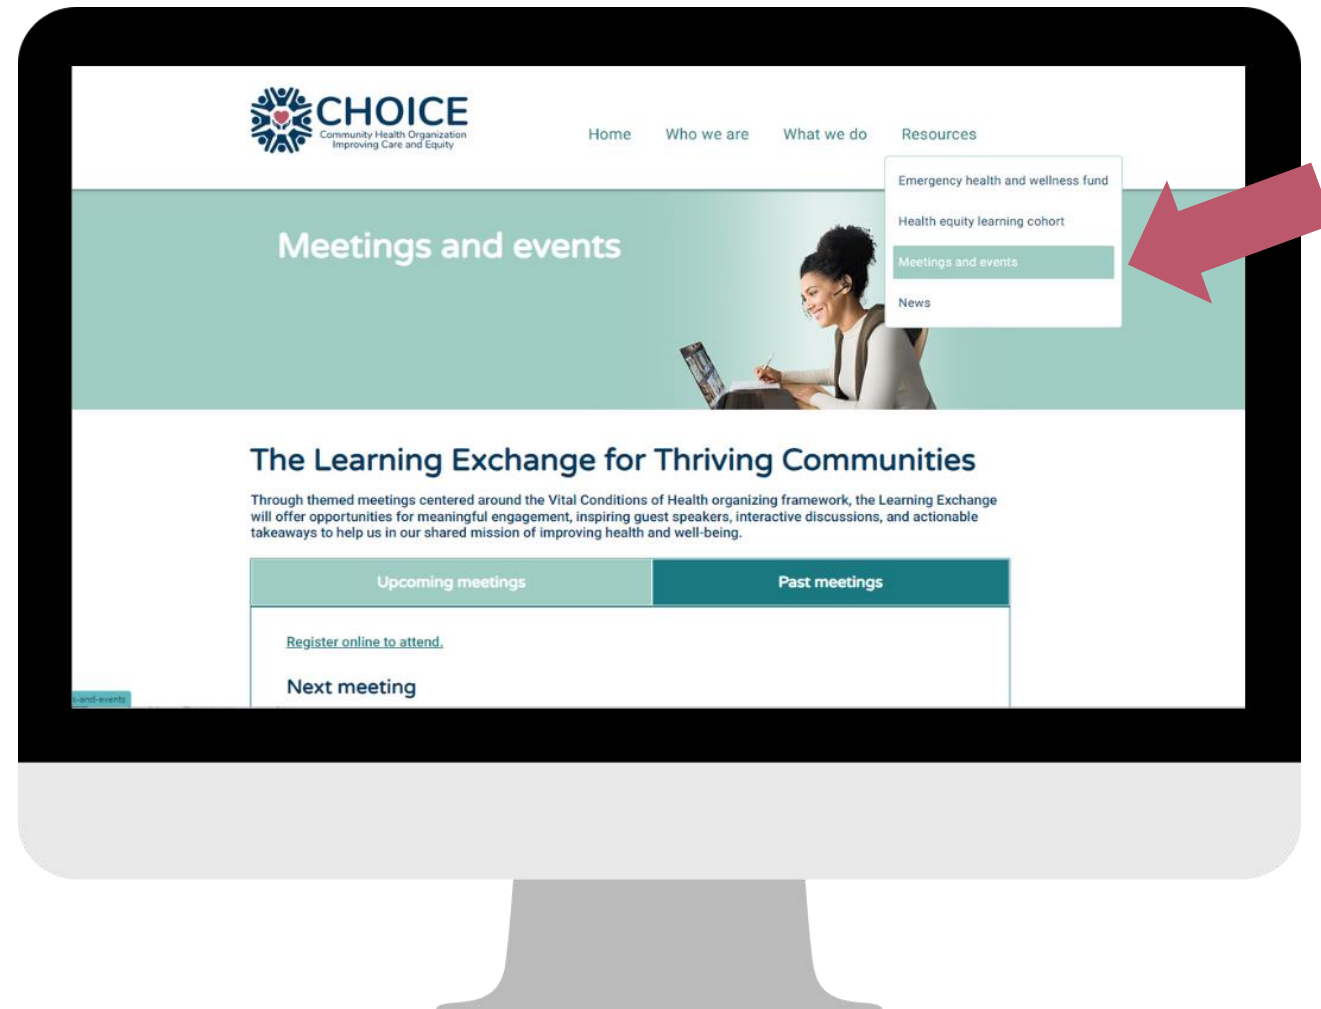 CHOICE
Community Health Organization
Improving Care and Equity
Home
Who we are
What we do
Resources
Emergency health and wellness fund
Health equity learning cohort
Meetings and events
News
Meetings and events
The Learning Exchange for Thriving Communities
Through themed meetings centered around the Vital Conditions of Health organizing framework, the Learning Exchange
will offer opportunities for meaningful engagement, inspiring guest speakers, interactive discussions, and actionable
takeaways to help us in our shared mission of improving health and well-being.
Upcoming meetings
Past meetings
Register online to attend.
Next meeting
s-and-events